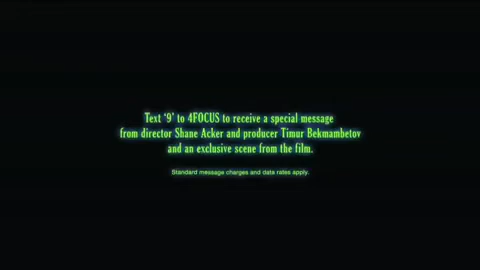 Text ‘9’ to 4FOCUS to receive a special message
from director Shane Acker and producer Timur Bekmambetov
and an exclusive scene from the film.
Standard message charges and data rates apply.